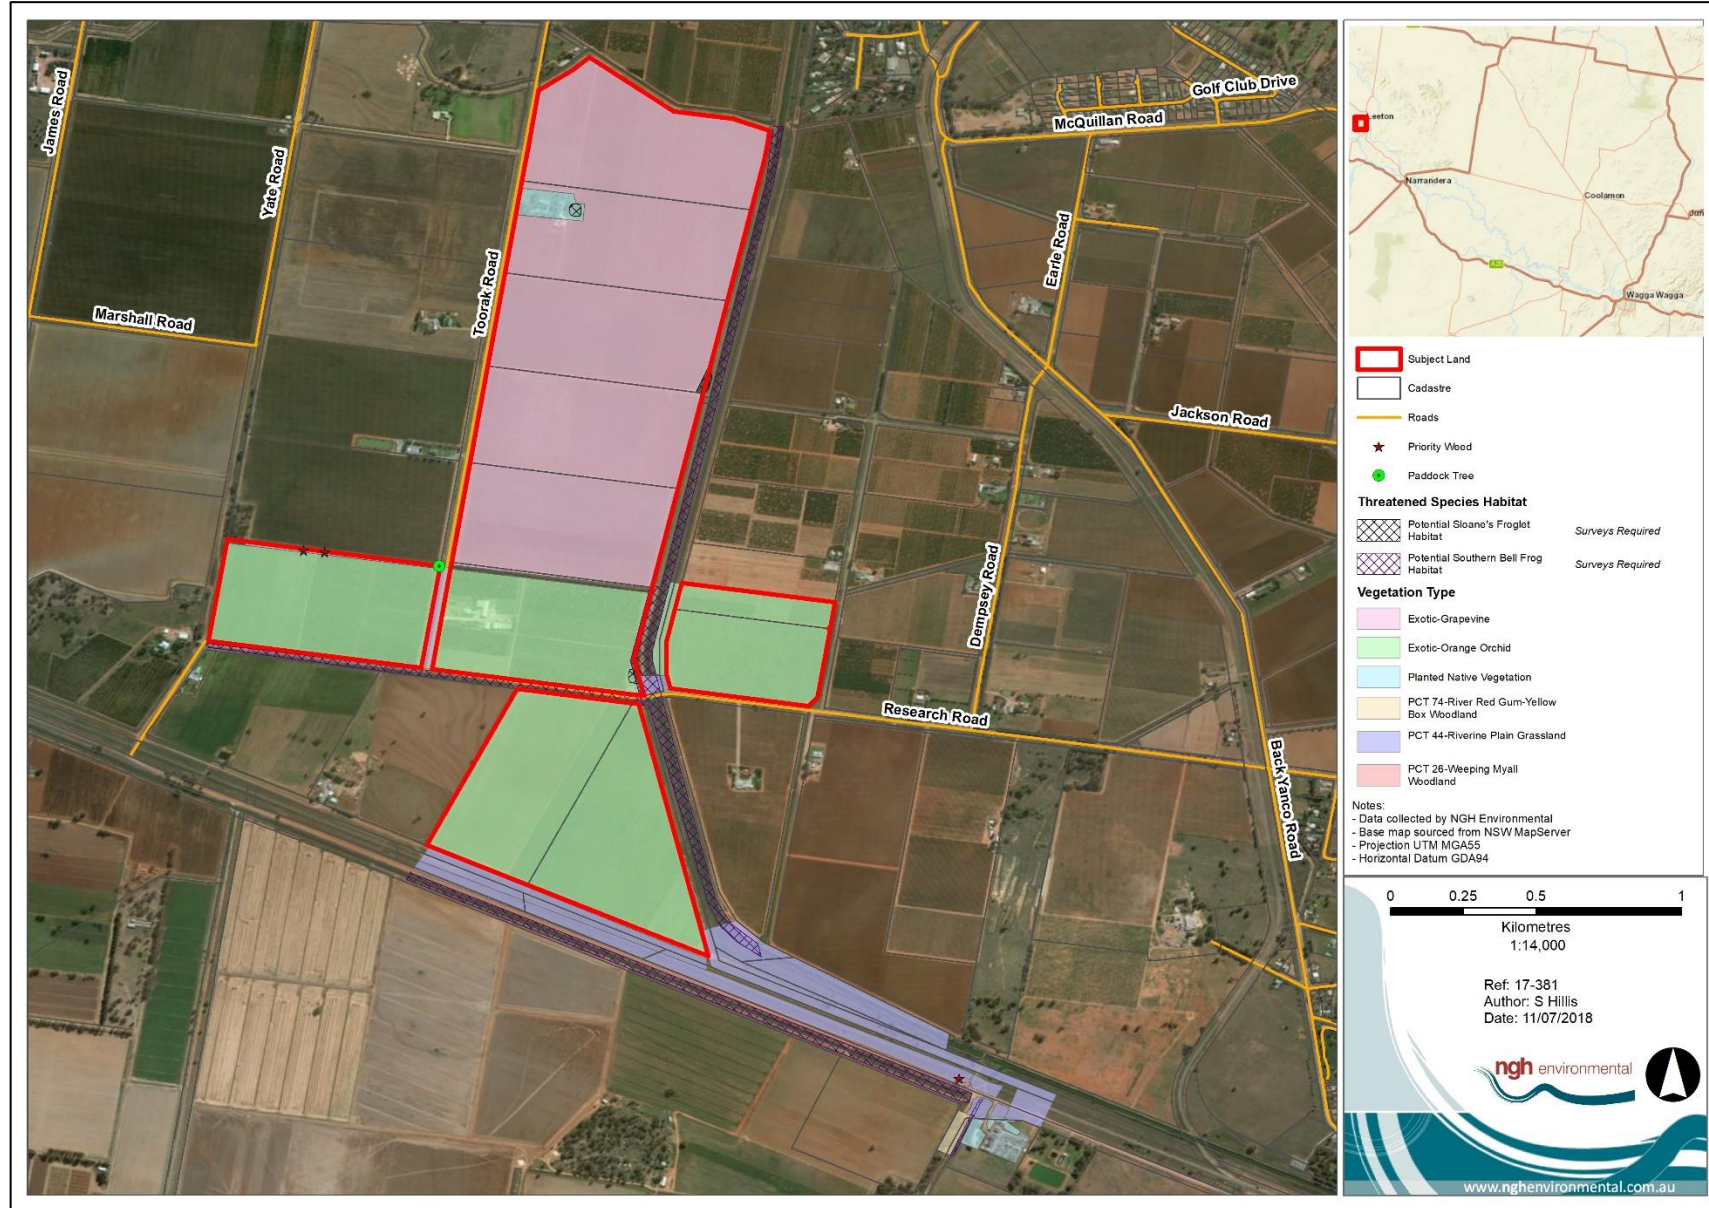 James Road
Yate Road
Toorak Road
Marshall Road
Golf Club Drive
McQuillan Road
Earle Road
Jackson Road
Dempsey Road
Research Road
Back Yanco Road
Leeton
Narrandera
Coolamon
Jun
A20
Wagga Wagga
Subject Land
Cadastre
Roads
Priority Weed
Paddock Tree
Threatened Species Habitat
Potential Sloane's Froglet
Habitat
Surveys Required
Potential Southern Bell Frog
Habitat
Surveys Required
Vegetation Type
Exotic-Grapevine
Exotic-Orange Orchid
Planted Native Vegetation
PCT 74-River Red Gum-Yellow
Box Woodland
PCT 44-Riverine Plain Grassland
PCT 26-Weeping Myall
Woodland
Notes:
- Data collected by NGH Environmental
- Base map sourced from NSW MapServer
- Projection UTM MGA55
- Horizontal Datum GDA94
0 0.25 0.5 1
Kilometres
1:14,000
Ref: 17-381
Author: S Hillis
Date: 11/07/2018
ngh environmental
www.nghenvironmental.com.au